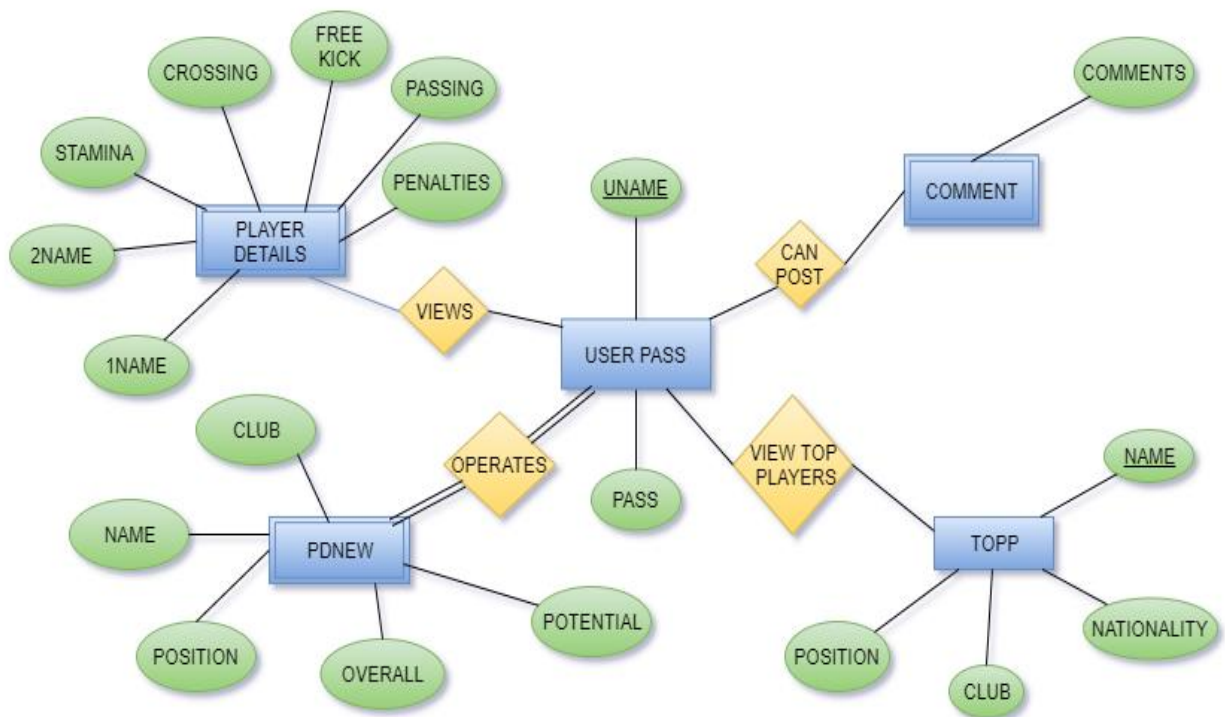 FREE
KICK
CROSSING
PASSING
COMMENTS
STAMINA
PENALTIES
UNAME
COMMENT
PLAYER
DETAILS
2NAME
CAN
POST
VIEWS
1NAME
USER PASS
CLUB
OPERATES
VIEW TOP
PLAYERS
NAME
PASS
NAME
PDNEW
TOPP
POTENTIAL
NATIONALITY
POSITION
POSITION
OVERALL
CLUB